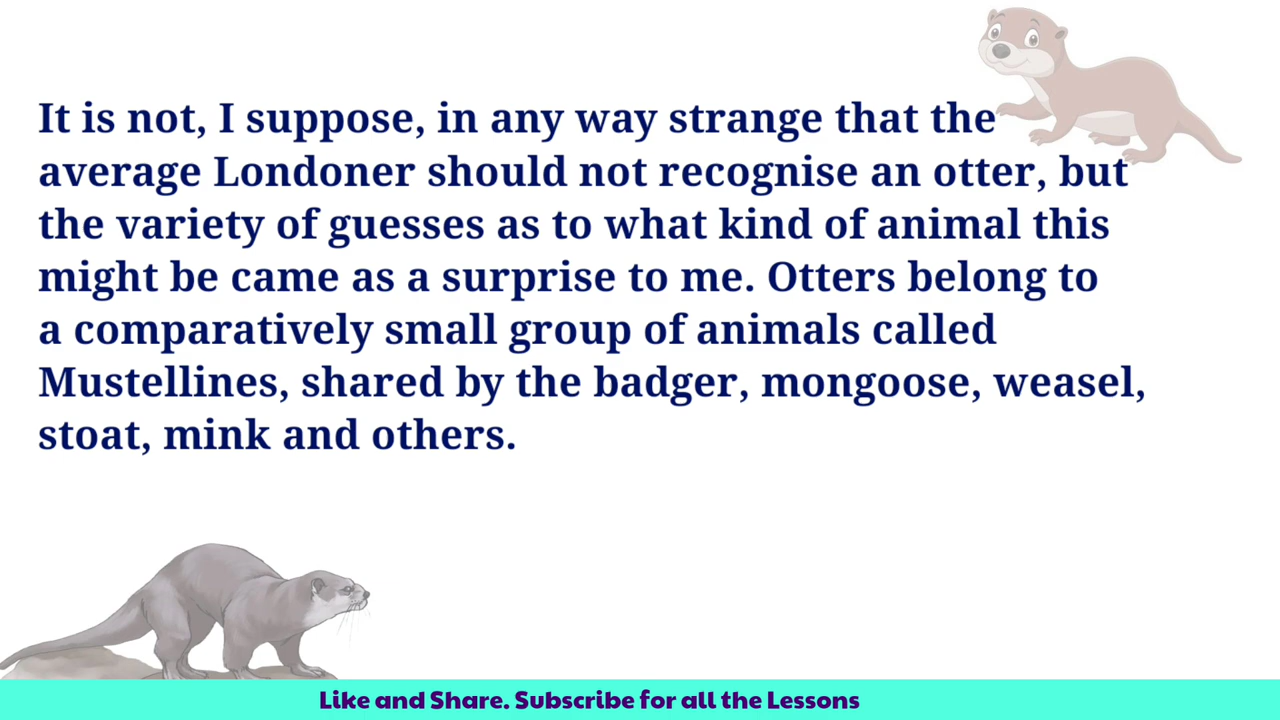 It is not, I suppose, in any way strange that the
average Londoner should not recognise an otter, but
the variety of guesses as to what kind of animal this
might be came as a surprise to me. Otters belong to
a comparatively small group of animals called
Mustellines, shared by the badger, mongoose, weasel,
stoat, mink and others.
Like and Share. Subscribe for all the Lessons